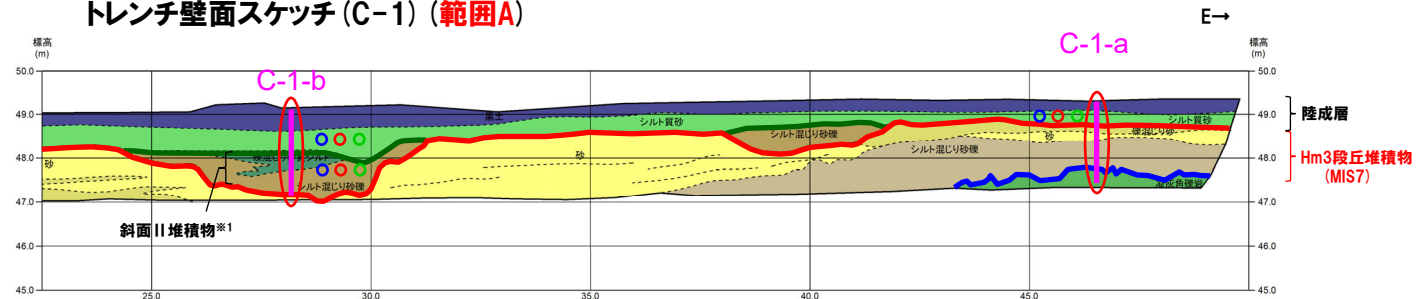 トレンチ壁面スケッチ(C-1)(範囲A)
E→
標高
(m)
標高
(m)
C-1-b
C-1-a
50.0
50.0
49.0
49.0
48.0
48.0
47.0
47.0
46.0
46.0
45.0
45.0
黒土
シルト質砂
シルト混じり砂礫
砂
礫混じり砂
シルト混じり砂礫
砂
砂
シルト混じり砂礫
凝灰角礫岩
陸成層
Hm3段丘堆積物
(MIS7)
斜面II堆積物※1
25.0
30.0
35.0
40.0
45.0